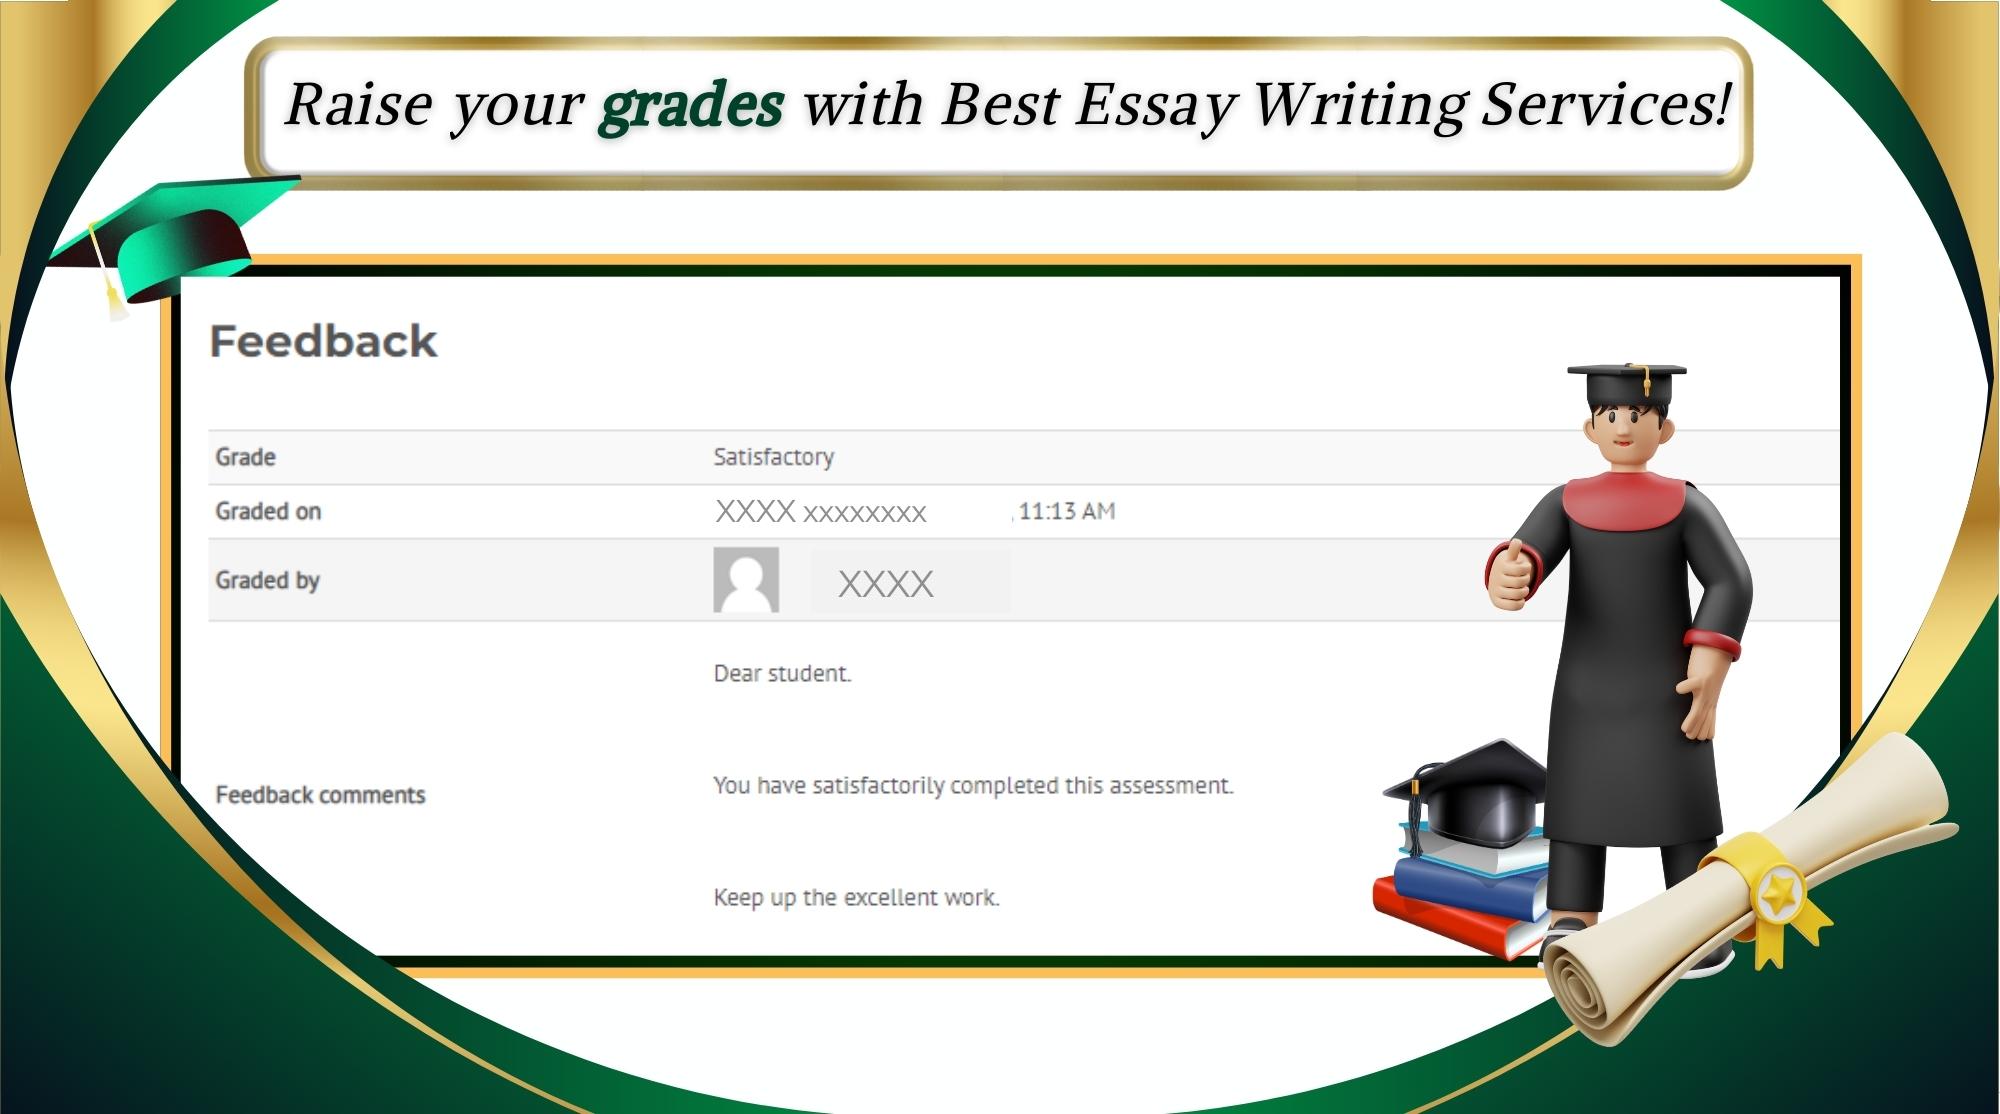 Raise your grades with Best Essay Writing Services!
Feedback
Grade Satisfactory
Graded on XXXX xxxxxxxx , 11:13 AM
Graded by XXXX
Dear student.
Feedback comments You have satisfactorily completed this assessment.
Keep up the excellent work.